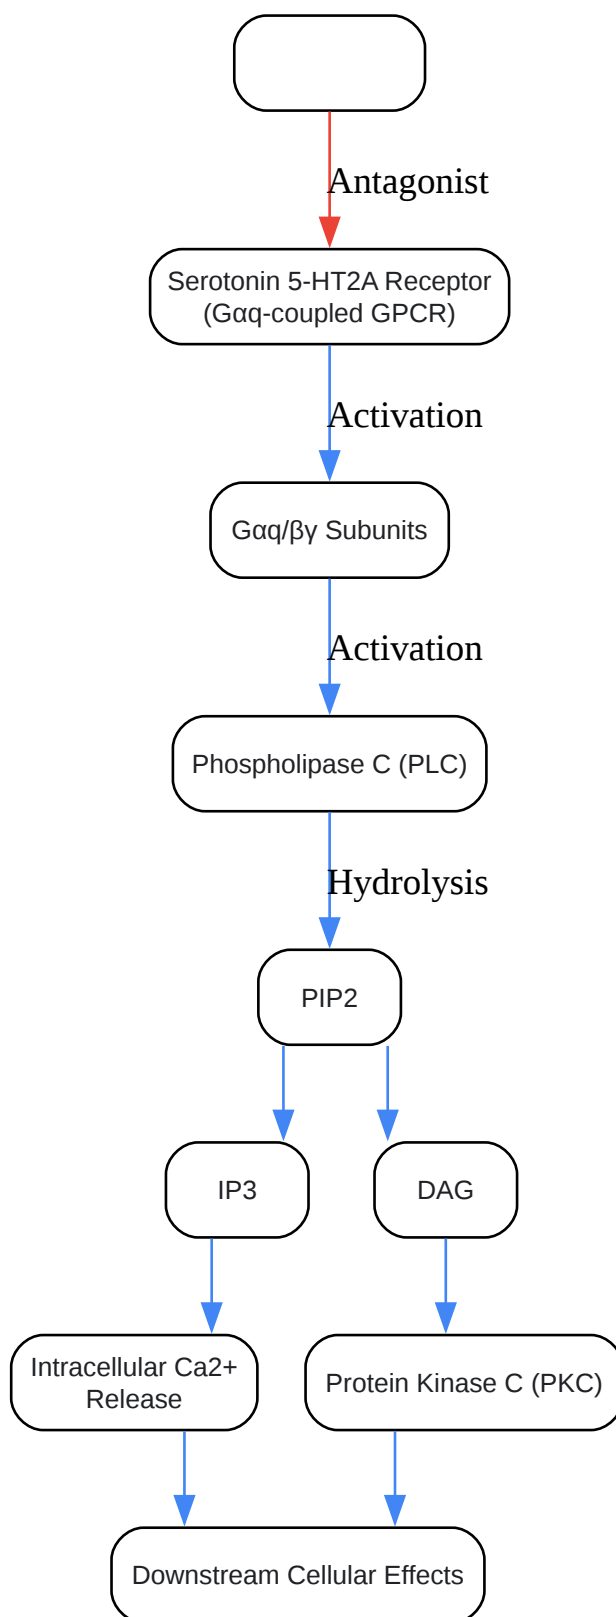 Antagonist
Serotonin 5-HT2A Receptor
(Gαq-coupled GPCR)
Activation
Gαq/βγ Subunits
Activation
Phospholipase C (PLC)
Hydrolysis
PIP2
IP3
DAG
Intracellular Ca2+
Release
Protein Kinase C (PKC)
Downstream Cellular Effects